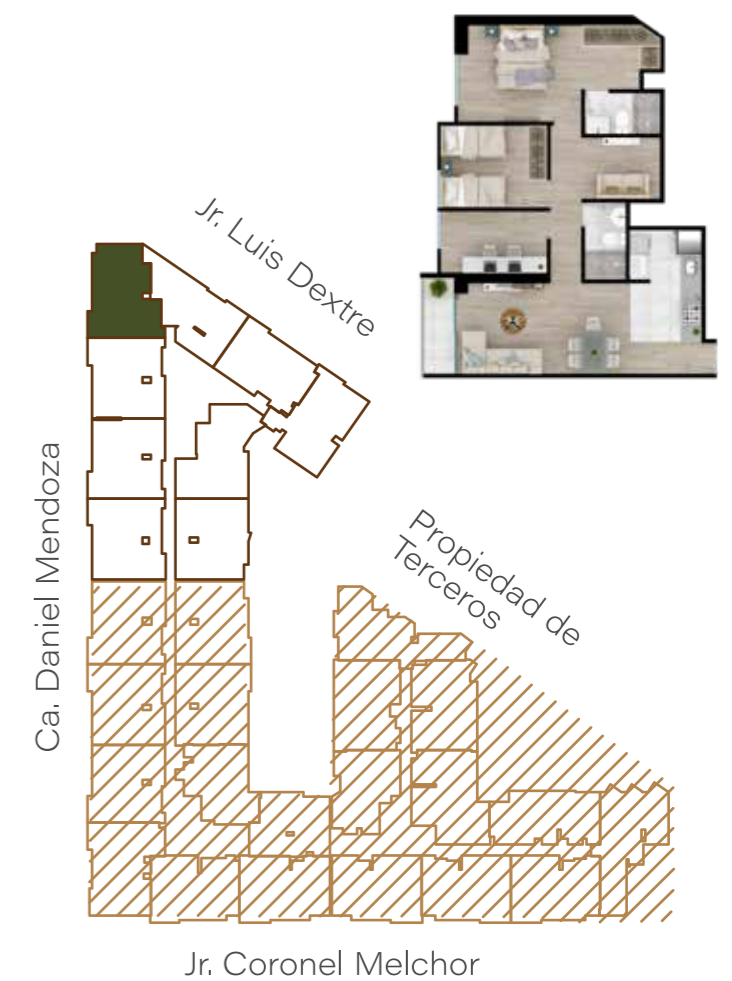 Jr. Luis Dextre
Ca. Daniel Mendoza
Propiedad de
Terceros
Jr. Coronel Melchor